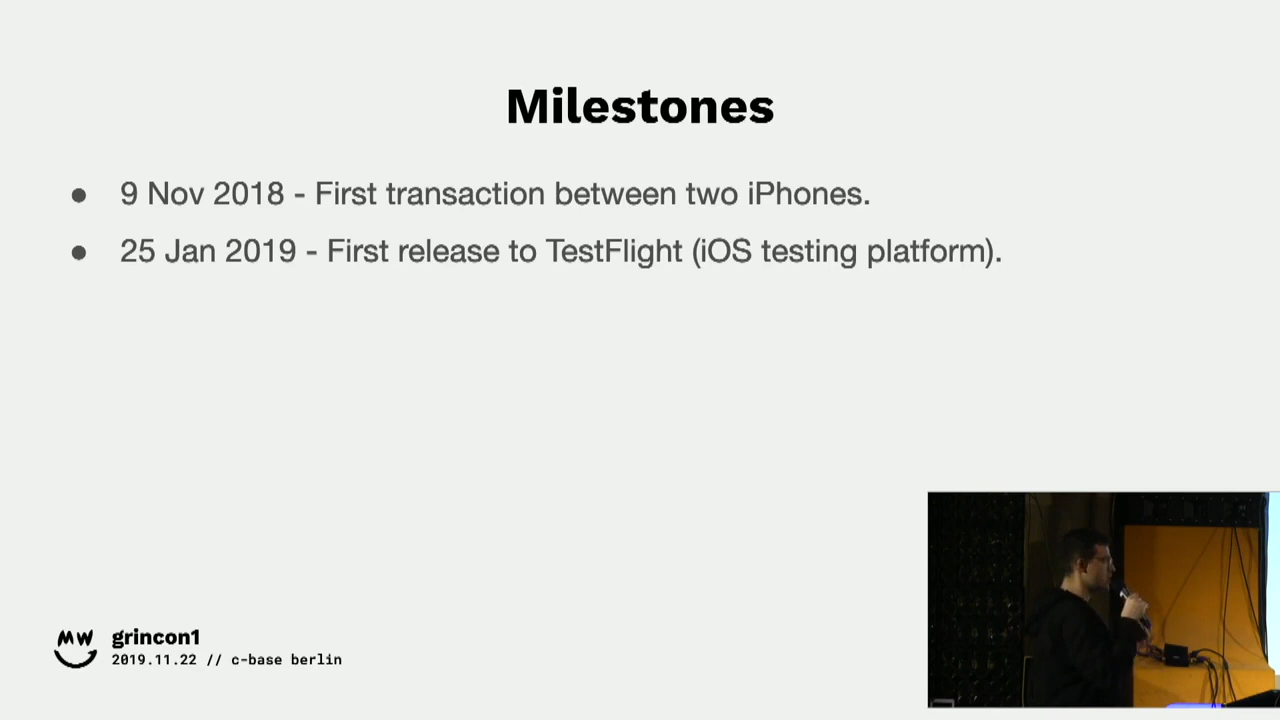 Milestones
● 9 Nov 2018 - First transaction between two iPhones.
● 25 Jan 2019 - First release to TestFlight (iOS testing platform).
MW grincon1
2019.11.22 // c-base berlin